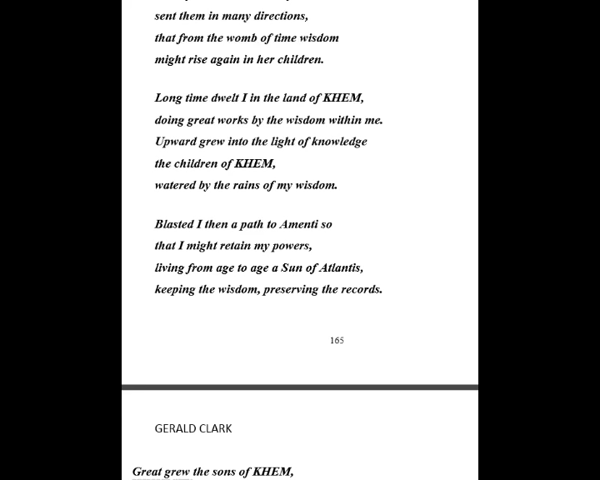 sent them in many directions,
that from the womb of time wisdom
might rise again in her children.
Long time dwelt I in the land of KHEM,
doing great works by the wisdom within me.
Upward grew into the light of knowledge
the children of KHEM,
watered by the rains of my wisdom.
Blasted I then a path to Amenti so
that I might retain my powers,
living from age to age a Sun of Atlantis,
keeping the wisdom, preserving the records.
165
GERALD CLARK
Great grew the sons of KHEM,